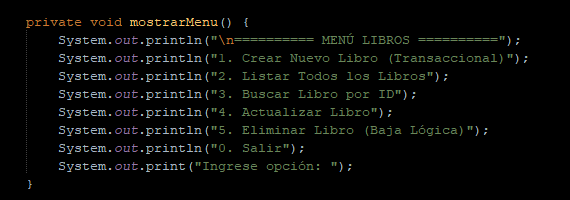 private void mostrarMenu() {
System.out.println("\n========== MENÚ LIBROS ==========");
System.out.println("1. Crear Nuevo Libro (Transaccional)");
System.out.println("2. Listar Todos los Libros");
System.out.println("3. Buscar Libro por ID");
System.out.println("4. Actualizar Libro");
System.out.println("5. Eliminar Libro (Baja Lógica)");
System.out.println("0. Salir");
System.out.print("Ingrese opción: ");
}